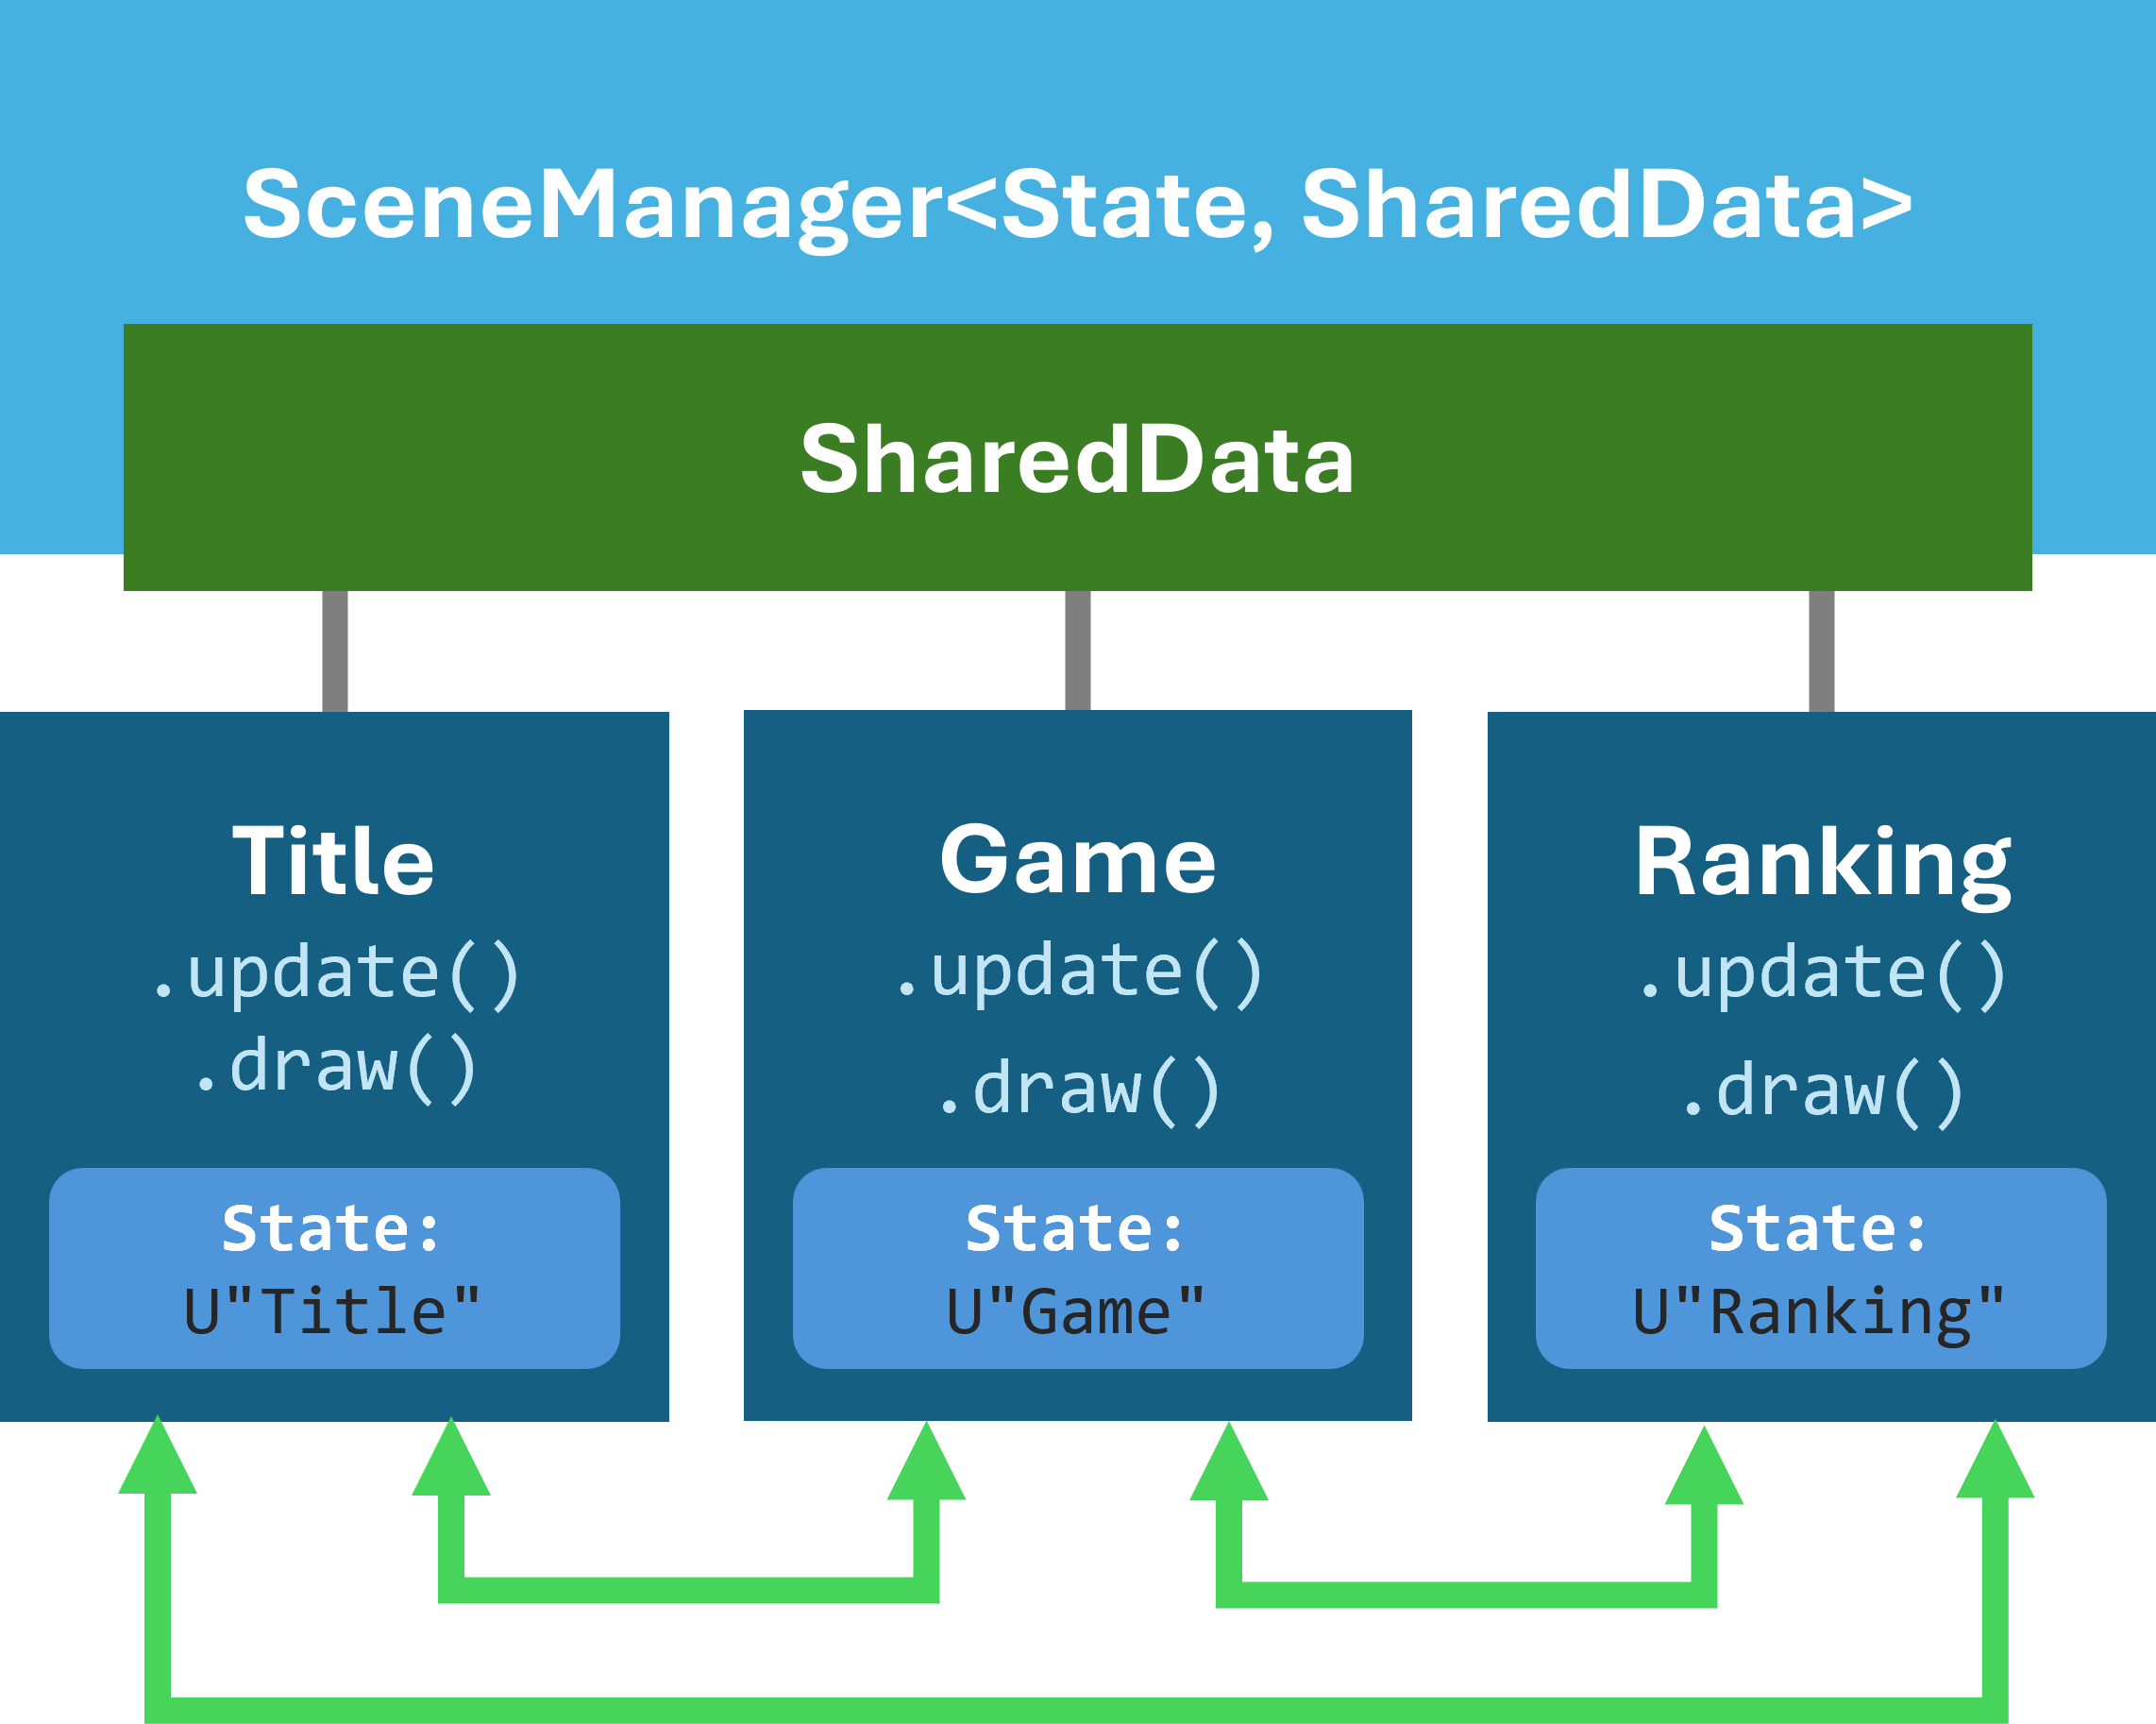 SceneManager<State, SharedData>
SharedData
Title
.update()
.draw()
State:
U"Title"
Game
.update()
.draw()
State:
U"Game"
Ranking
.update()
.draw()
State:
U"Ranking"